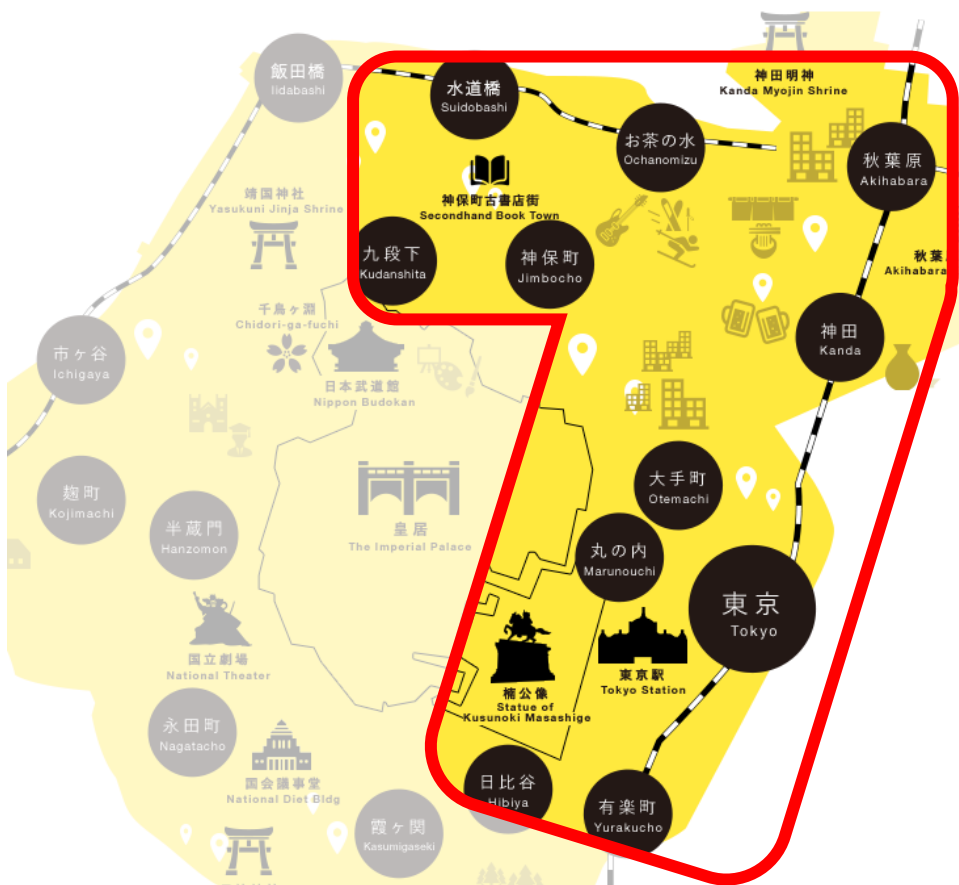 飯田橋
Iidabashi
水道橋
Suidobashi
神田明神
Kanda Myojin Shrine
お茶の水
Ochanomizu
秋葉原
Akihabara
靖国神社
Yasukuni Jinja Shrine
神保町古書店街
Secondhand Book Town
九段下
Kudanshita
神保町
Jimbocho
秋葉
Akihabara
千鳥ヶ淵
Chidori-ga-fuchi
市ヶ谷
Ichigaya
日本武道館
Nippon Budokan
神田
Kanda
麹町
Kojimachi
半蔵門
Hanzomon
皇居
The Imperial Palace
大手町
Otemachi
丸の内
Marunouchi
東京
Tokyo
国立劇場
National Theater
楠公像
Statue of
Kusunoki Masashige
東京駅
Tokyo Station
永田町
Nagatacho
国会議事堂
National Diet Bldg
日比谷
Hibiya
有楽町
Yurakucho
霞ヶ関
Kasumigaseki